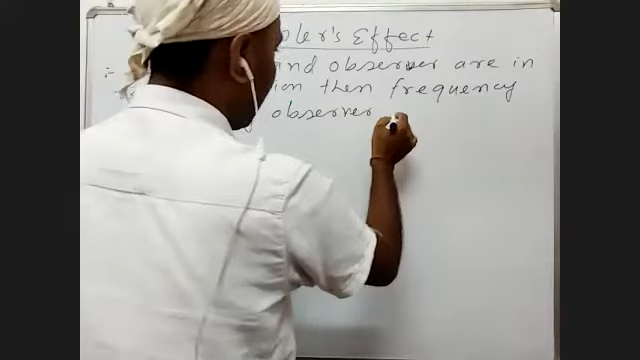 pler's Effect
:- and observer are in
ion then frequency
observer